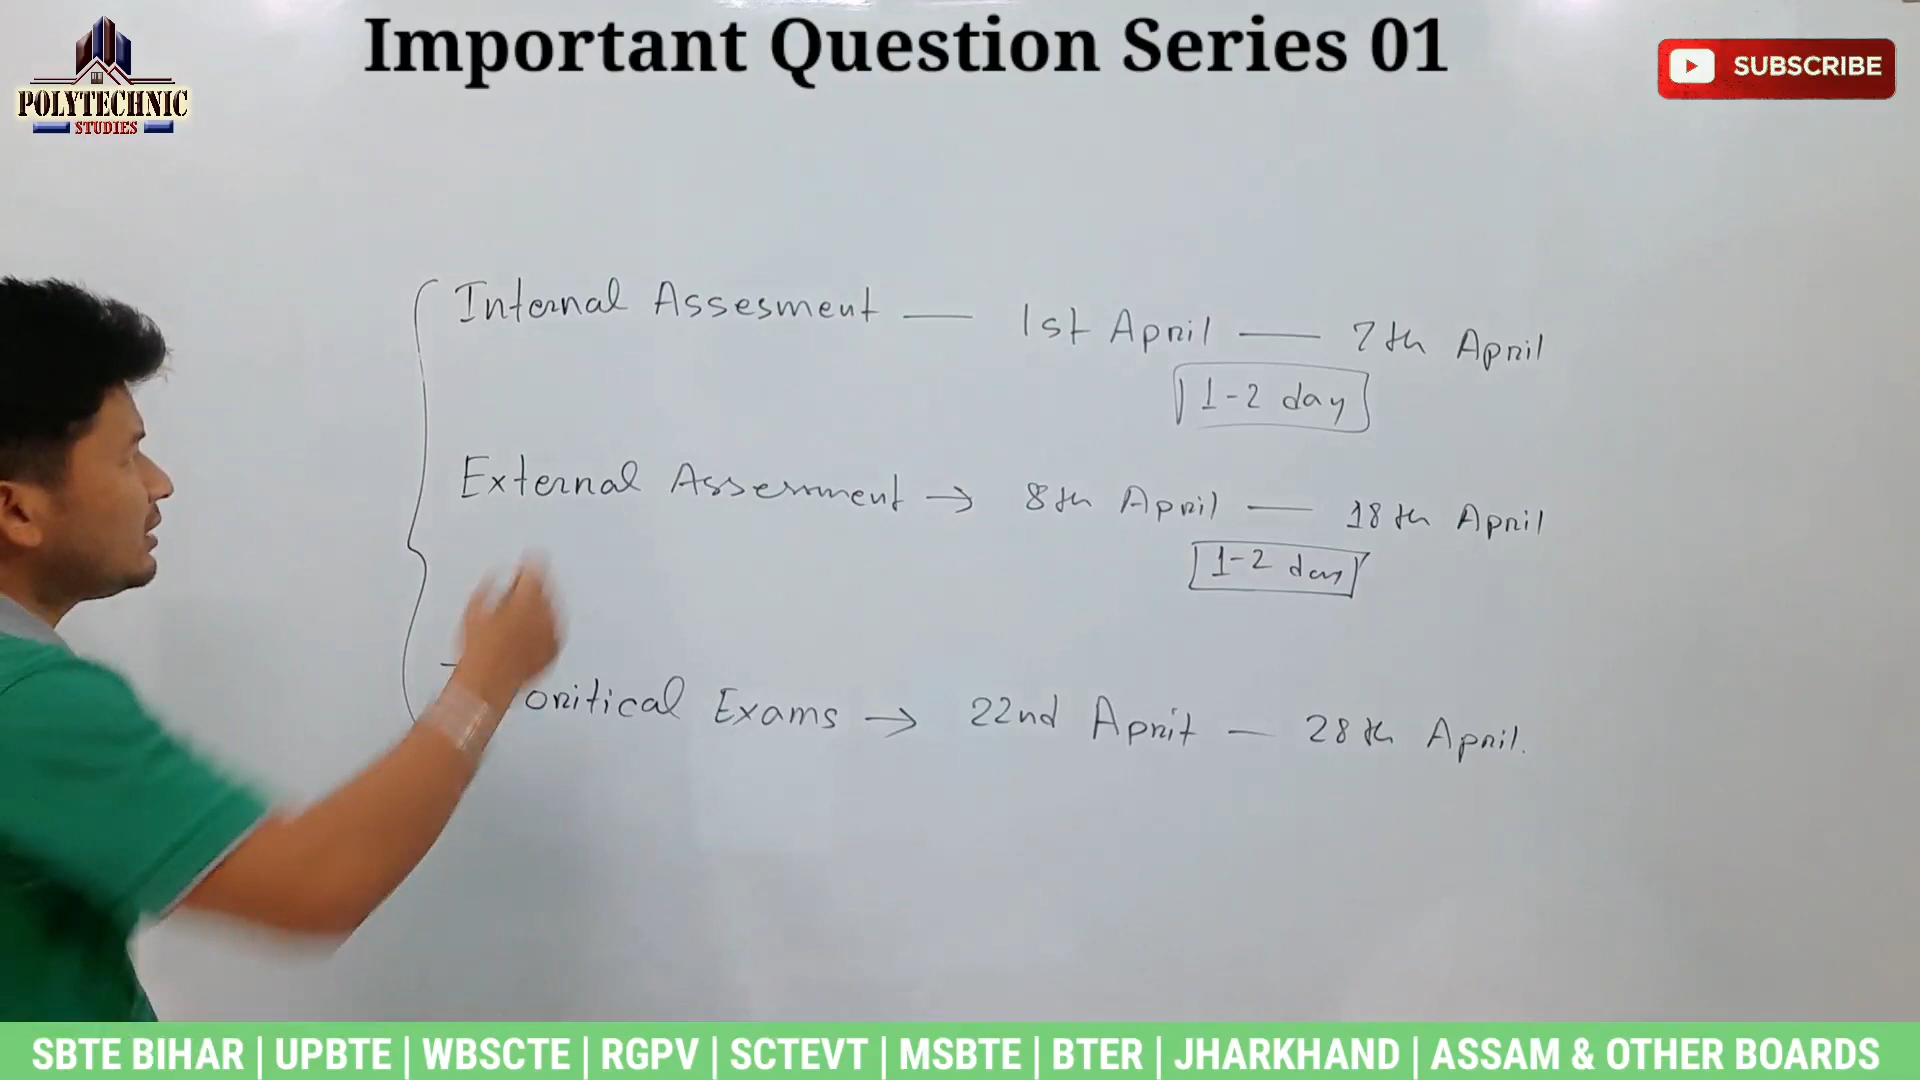 Important Question Series 01
POLYTECHNIC
STUDIES
SUBSCRIBE
Internal Assesment — 1st April — 7th April
1-2 day
External Assessment → 8th April — 18th April
1-2 day
Exams → 22nd April — 28th April.
SBTE BIHAR | UPBTE | WBSCTE | RGPV | SCTEVT | MSBTE | BTER | JHARKHAND | ASSAM & OTHER BOARDS